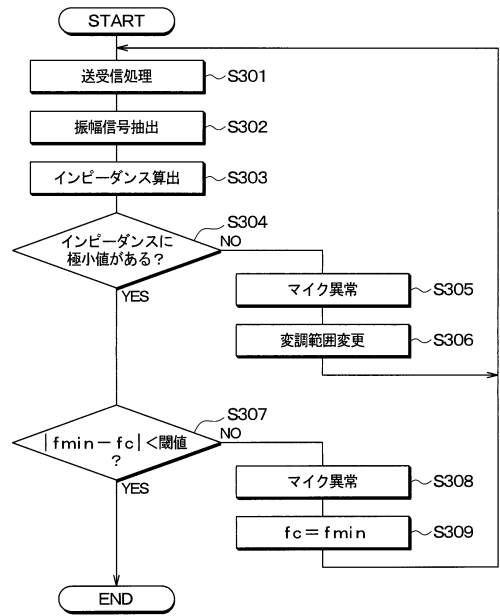 START
送受信処理
S301
振幅信号抽出
S302
インピーダンス算出
S303
インピーダンスに
極小値がある？
S304
NO
YES
マイク異常
S305
変調範囲変更
S306
|fmin－fc|＜閾値
？
S307
NO
YES
マイク異常
S308
fc＝fmin
S309
END